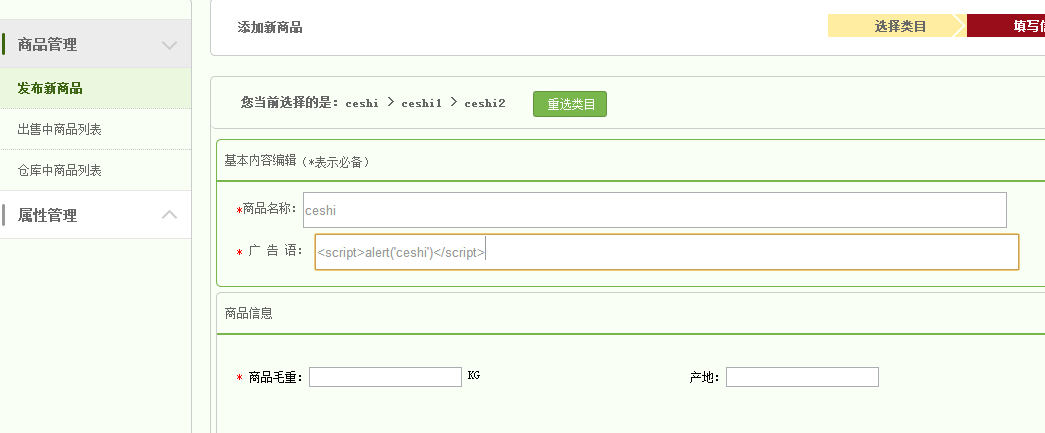 商品管理
发布新商品
出售中商品列表
仓库中商品列表
属性管理
添加新商品
选择类目
填写信
您当前选择的是: ceshi > ceshi1 > ceshi2 重选类目
基本内容编辑 (*表示必备)
*商品名称: ceshi
* 广 告 语: <script>alert('ceshi')</script>
商品信息
* 商品毛重: KG 产地: